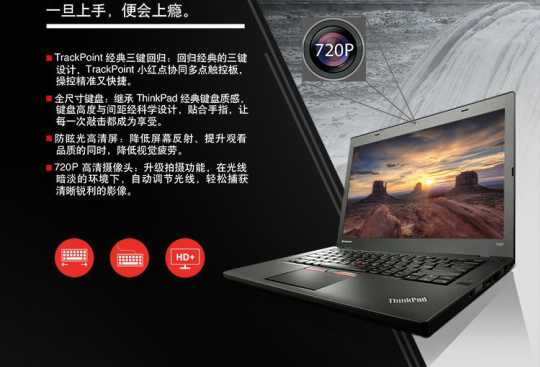 一旦上手，便会上瘾。
TrackPoint 经典三键回归：回归经典的三键
设计，TrackPoint 小红点协同多点触控板，
操控精准又快捷。
全尺寸键盘：继承 ThinkPad 经典键盘质感，
键盘高度与间距经科学设计，贴合手指，让
每一次敲击都成为享受。
防眩光高清屏：降低屏幕反射、提升观看
品质的同时，降低视觉疲劳。
720P 高清摄像头：升级拍摄功能，在光线
暗淡的环境下，自动调节光线，轻松捕获
清晰锐利的影像。
HD+
720P
ThinkPad